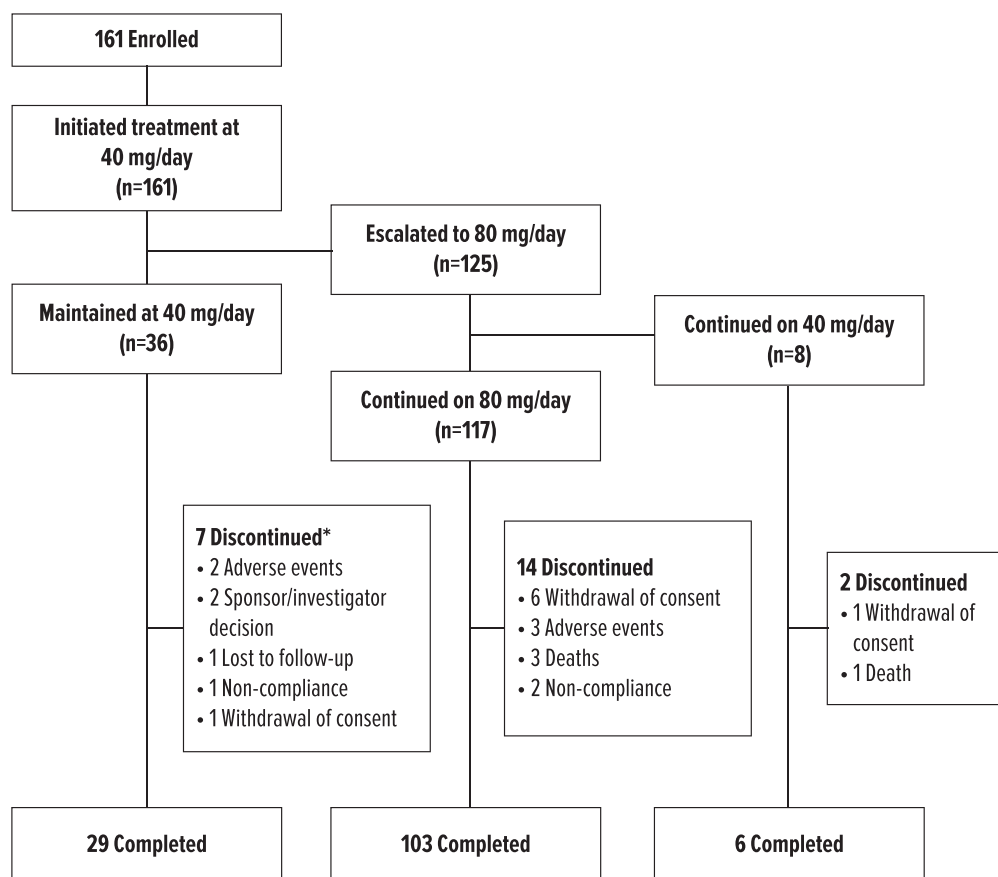 161 Enrolled
Initiated treatment at
40 mg/day
(n=161)
Escalated to 80 mg/day
(n=125)
Maintained at 40 mg/day
(n=36)
Continued on 40 mg/day
(n=8)
Continued on 80 mg/day
(n=117)
7 Discontinued*
• 2 Adverse events
• 2 Sponsor/investigator
decision
• 1 Lost to follow-up
• 1 Non-compliance
• 1 Withdrawal of consent
14 Discontinued
• 6 Withdrawal of consent
• 3 Adverse events
• 3 Deaths
• 2 Non-compliance
2 Discontinued
• 1 Withdrawal of
consent
• 1 Death
29 Completed
103 Completed
6 Completed